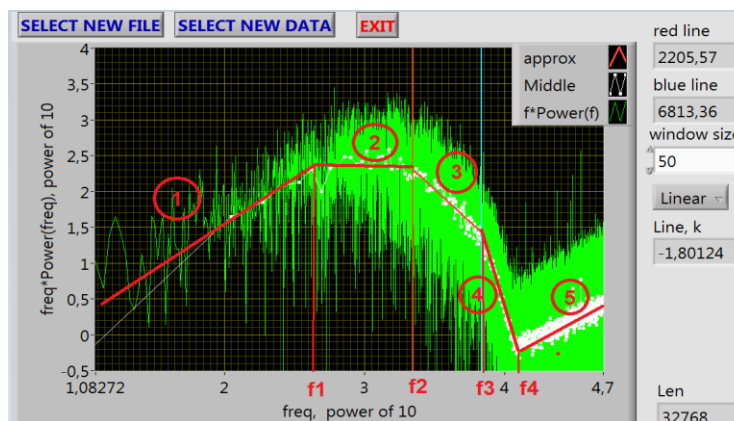 SELECT NEW FILE SELECT NEW DATA EXIT
red line
2205,57
blue line
6813,36
window size
50
Linear
Line, k
-1,80124
Len
32768
approx
Middle
f*Power(f)
freq*Power(freq), power of 10
4
3,5
3
2,5
2
1,5
1
0,5
0
-0,5
1 2 3 4 5
1,08272 2 3 4 4,7
f1 f2 f3 f4
freq, power of 10